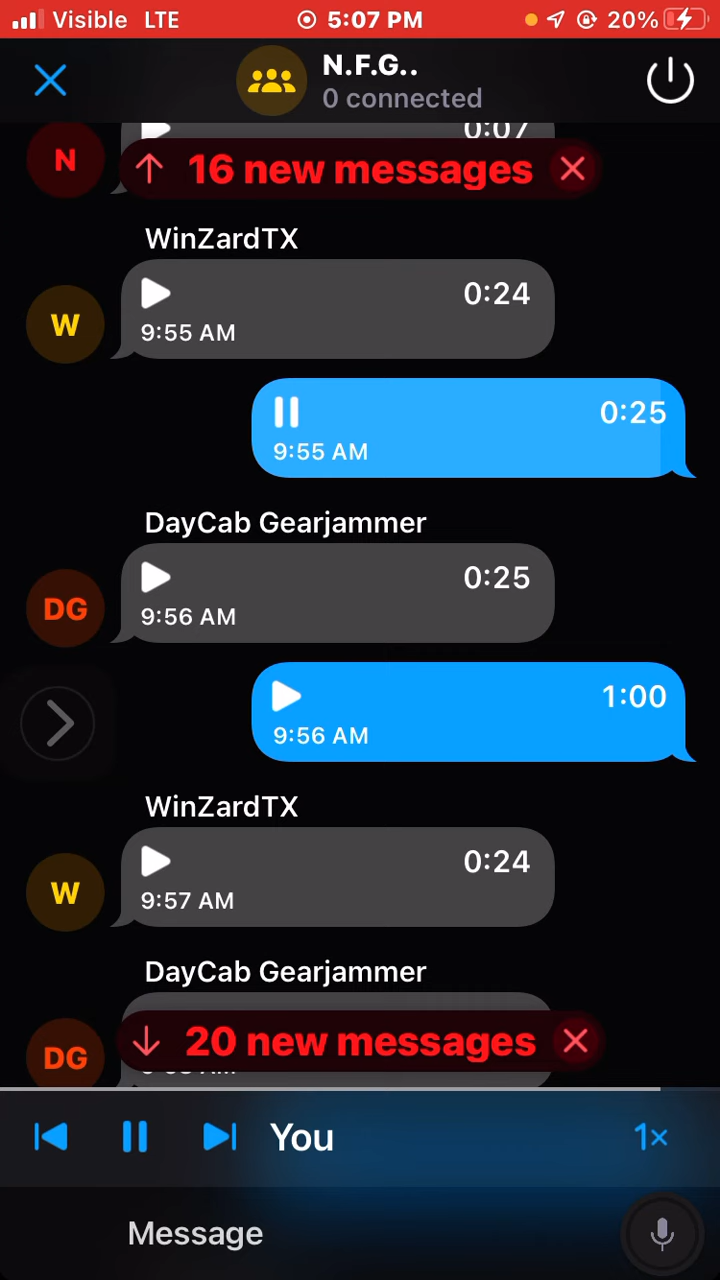 Visible LTE 5:07 PM 20%
N.F.G..
0 connected
N 0:07
16 new messages
WinZardTX
W 0:24
9:55 AM
0:25
9:55 AM
DayCab Gearjammer
DG 0:25
9:56 AM
1:00
9:56 AM
WinZardTX
W 0:24
9:57 AM
DayCab Gearjammer
DG
20 new messages
You 1×
Message